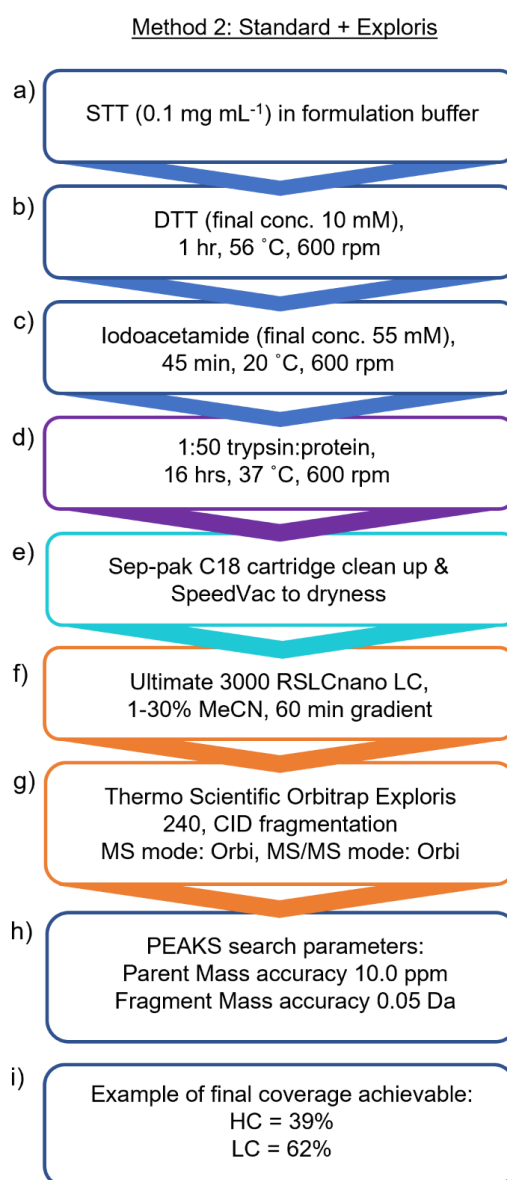 Method 2: Standard + Exploris
a)
STT (0.1 mg mL⁻¹) in formulation buffer
b)
DTT (final conc. 10 mM),
1 hr, 56 ˚C, 600 rpm
c)
Iodoacetamide (final conc. 55 mM),
45 min, 20 ˚C, 600 rpm
d)
1:50 trypsin:protein,
16 hrs, 37 ˚C, 600 rpm
e)
Sep-pak C18 cartridge clean up &
SpeedVac to dryness
f)
Ultimate 3000 RSLCnano LC,
1-30% MeCN, 60 min gradient
g)
Thermo Scientific Orbitrap Exploris
240, CID fragmentation
MS mode: Orbi, MS/MS mode: Orbi
h)
PEAKS search parameters:
Parent Mass accuracy 10.0 ppm
Fragment Mass accuracy 0.05 Da
i)
Example of final coverage achievable:
HC = 39%
LC = 62%